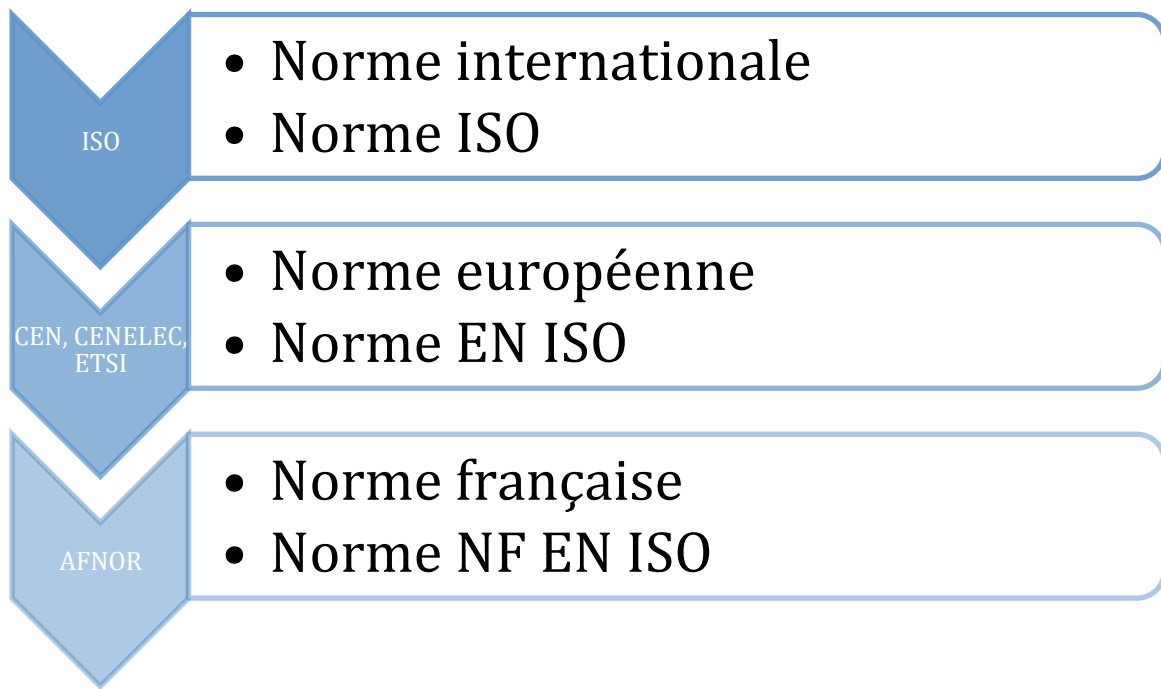 ISO
• Norme internationale
• Norme ISO
CEN, CENELEC,
ETSI
• Norme européenne
• Norme EN ISO
AFNOR
• Norme française
• Norme NF EN ISO